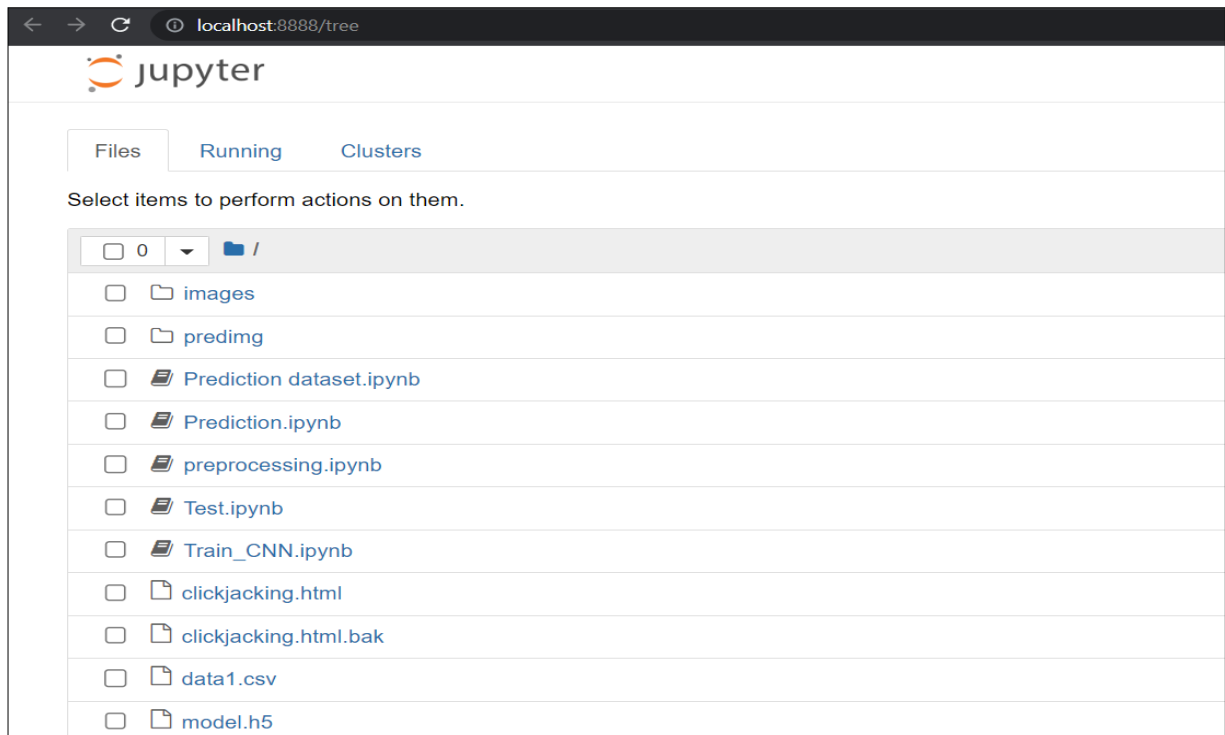 localhost:8888/tree
jupyter
Files Running Clusters
Select items to perform actions on them.
0 /
images
predimg
Prediction dataset.ipynb
Prediction.ipynb
preprocessing.ipynb
Test.ipynb
Train_CNN.ipynb
clickjacking.html
clickjacking.html.bak
data1.csv
model.h5